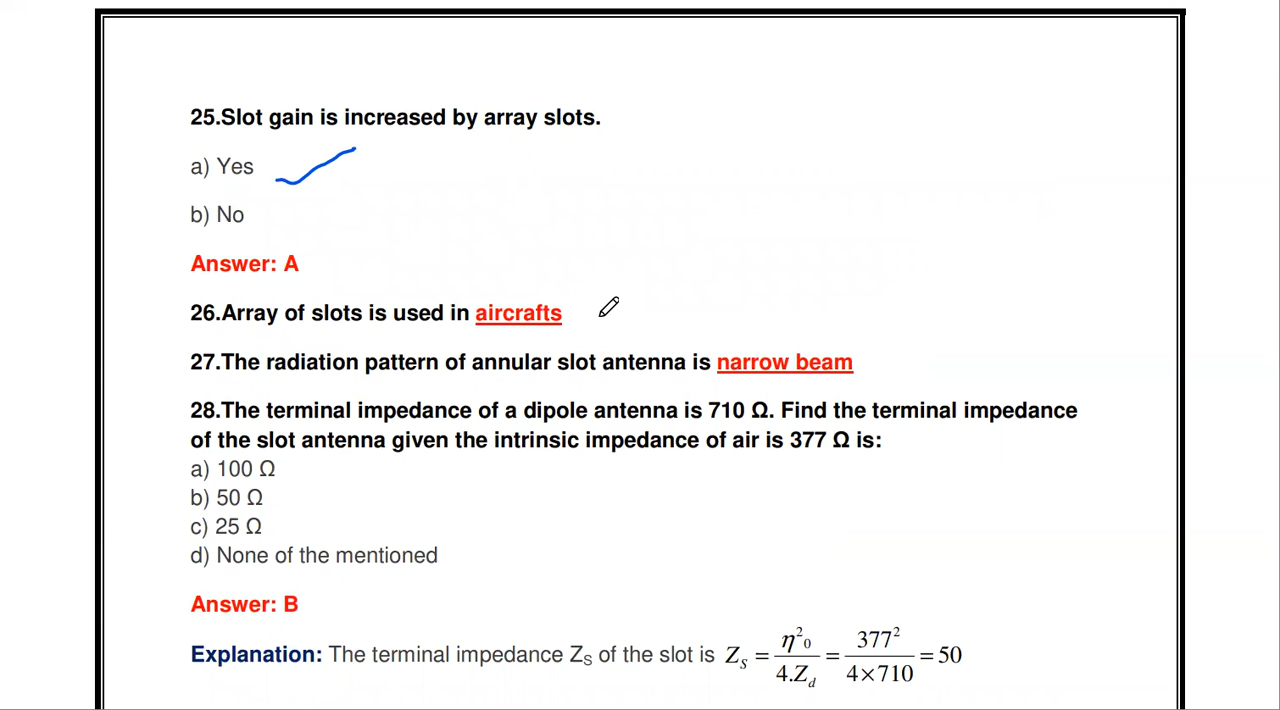 25.Slot gain is increased by array slots.
a) Yes
b) No
Answer: A
26.Array of slots is used in aircrafts
27.The radiation pattern of annular slot antenna is narrow beam
28.The terminal impedance of a dipole antenna is 710 Ω. Find the terminal impedance
of the slot antenna given the intrinsic impedance of air is 377 Ω is:
a) 100 Ω
b) 50 Ω
c) 25 Ω
d) None of the mentioned
Answer: B
Explanation: The terminal impedance Z_S of the slot is Z_s = η²₀ / 4.Z_d = 377² / 4×710 = 50